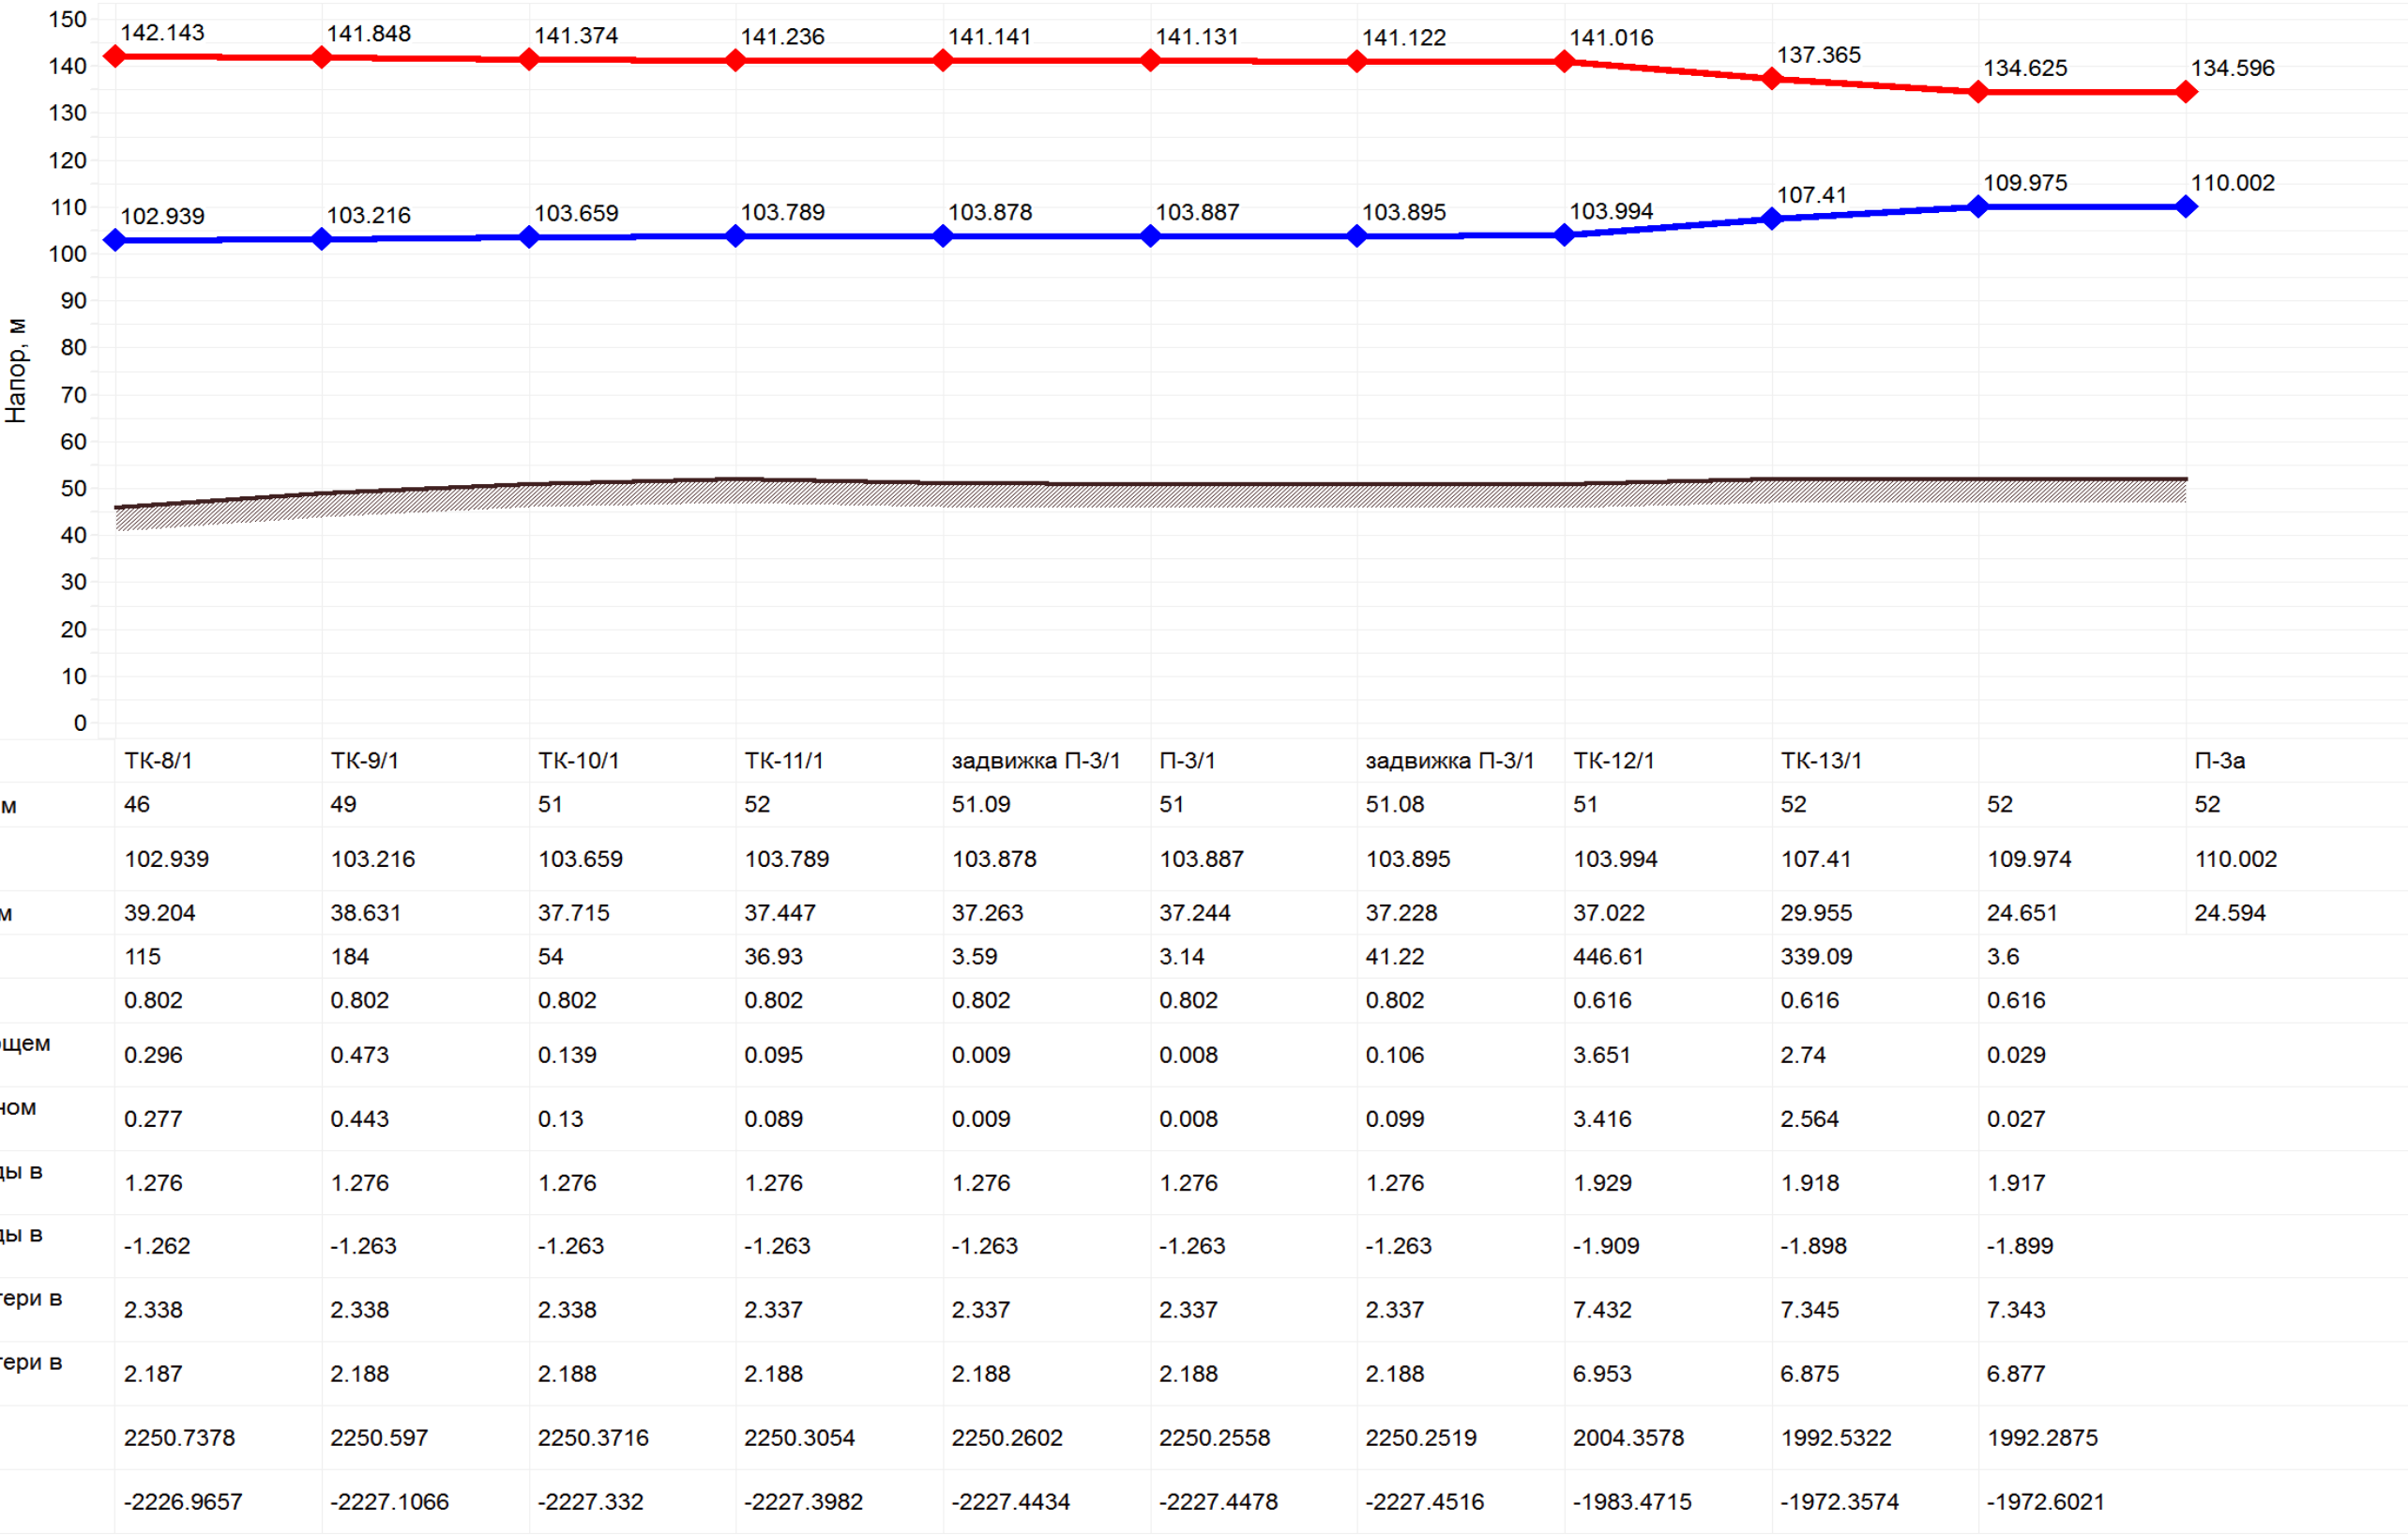 150
142.143 141.848 141.374 141.236 141.141 141.131 141.122 141.016 137.365 134.625 134.596
140
130
120
110
102.939 103.216 103.659 103.789 103.878 103.887 103.895 103.994 107.41 109.975 110.002
100
90
80
70
60
50
40
30
20
10
0
Напор, м
ТК-8/1 ТК-9/1 ТК-10/1 ТК-11/1 задвижка П-3/1 П-3/1 задвижка П-3/1 ТК-12/1 ТК-13/1 П-3а
м 46 49 51 52 51.09 51 51.08 51 52 52 52
102.939 103.216 103.659 103.789 103.878 103.887 103.895 103.994 107.41 109.974 110.002
м 39.204 38.631 37.715 37.447 37.263 37.244 37.228 37.022 29.955 24.651 24.594
115 184 54 36.93 3.59 3.14 41.22 446.61 339.09 3.6
0.802 0.802 0.802 0.802 0.802 0.802 0.802 0.616 0.616 0.616
щем 0.296 0.473 0.139 0.095 0.009 0.008 0.106 3.651 2.74 0.029
ном 0.277 0.443 0.13 0.089 0.009 0.008 0.099 3.416 2.564 0.027
ды в 1.276 1.276 1.276 1.276 1.276 1.276 1.276 1.929 1.918 1.917
ды в -1.262 -1.263 -1.263 -1.263 -1.263 -1.263 -1.263 -1.909 -1.898 -1.899
тери в 2.338 2.338 2.338 2.337 2.337 2.337 2.337 7.432 7.345 7.343
тери в 2.187 2.188 2.188 2.188 2.188 2.188 2.188 6.953 6.875 6.877
2250.7378 2250.597 2250.3716 2250.3054 2250.2602 2250.2558 2250.2519 2004.3578 1992.5322 1992.2875
-2226.9657 -2227.1066 -2227.332 -2227.3982 -2227.4434 -2227.4478 -2227.4516 -1983.4715 -1972.3574 -1972.6021